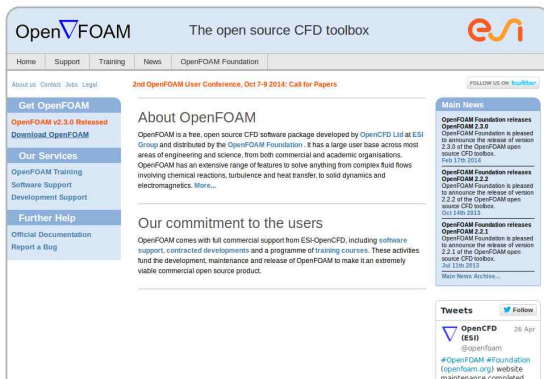 Open∇FOAM
The open source CFD toolbox
esi
Home Support Training News OpenFOAM Foundation
About us Contact Jobs Legal
2nd OpenFOAM User Conference, Oct 7-9 2014: Call for Papers
FOLLOW US ON twitter
Get OpenFOAM
OpenFOAM v2.3.0 Released
Download OpenFOAM
Our Services
OpenFOAM Training
Software Support
Development Support
Further Help
Official Documentation
Report a Bug
About OpenFOAM
OpenFOAM is a free, open source CFD software package developed by OpenCFD Ltd at ESI
Group and distributed by the OpenFOAM Foundation . It has a large user base across most
areas of engineering and science, from both commercial and academic organisations.
OpenFOAM has an extensive range of features to solve anything from complex fluid flows
involving chemical reactions, turbulence and heat transfer, to solid dynamics and
electromagnetics. More...
Our commitment to the users
OpenFOAM comes with full commercial support from ESI-OpenCFD, including software
support, contracted developments and a programme of training courses. These activities
fund the development, maintenance and release of OpenFOAM to make it an extremely
viable commercial open source product.
Main News
OpenFOAM Foundation releases
OpenFOAM 2.3.0
OpenFOAM Foundation is pleased
to announce the release of version
2.3.0 of the OpenFOAM open
source CFD toolbox.
Feb 17th 2014
OpenFOAM Foundation releases
OpenFOAM 2.2.2
OpenFOAM Foundation is pleased
to announce the release of version
2.2.2 of the OpenFOAM open
source CFD toolbox.
Oct 14th 2013
OpenFOAM Foundation releases
OpenFOAM 2.2.1
OpenFOAM Foundation is pleased
to announce the release of version
2.2.1 of the OpenFOAM open
source CFD toolbox.
Jul 11th 2013
Main News Archive...
Tweets Follow
OpenCFD 26 Apr
(ESI)
@openfoam
#OpenFOAM #Foundation
(openfoam.org) website
maintenance completed